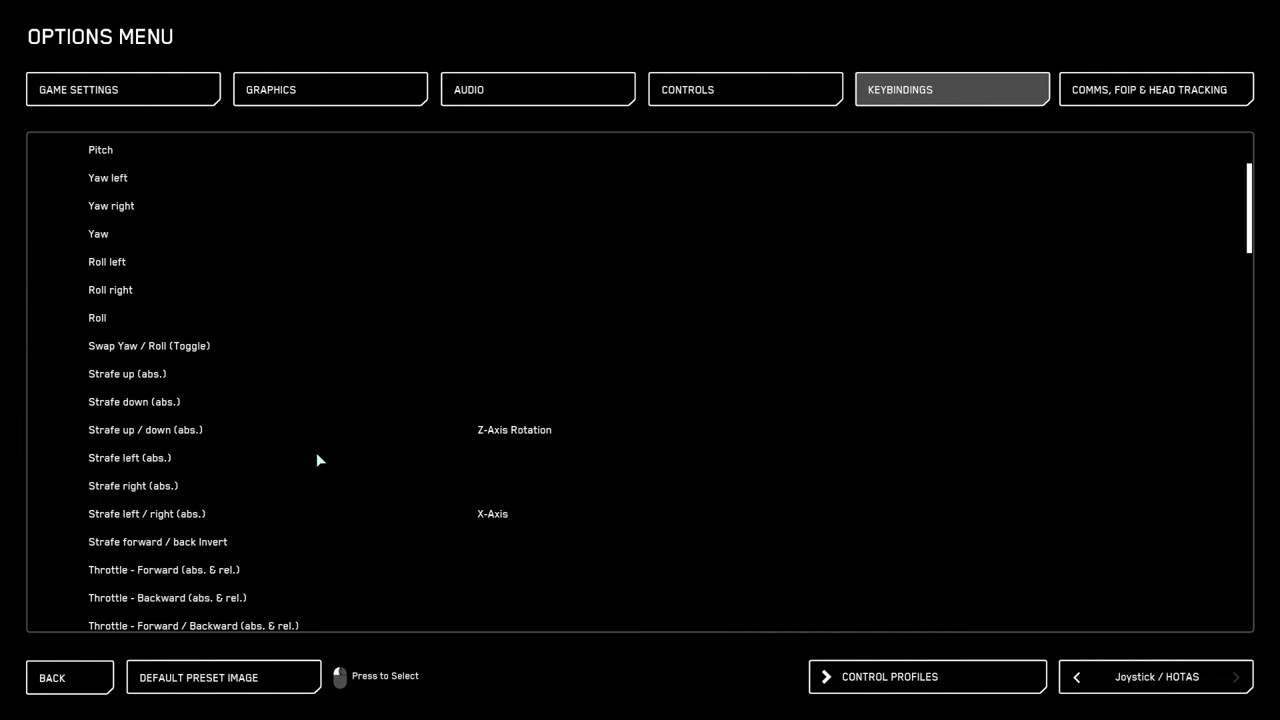 OPTIONS MENU
GAME SETTINGS
GRAPHICS
AUDIO
CONTROLS
KEYBINDINGS
COMMS, FOIP & HEAD TRACKING
Pitch
Yaw left
Yaw right
Yaw
Roll left
Roll right
Roll
Swap Yaw / Roll (Toggle)
Strafe up (abs.)
Strafe down (abs.)
Strafe up / down (abs.) Z-Axis Rotation
Strafe left (abs.)
Strafe right (abs.)
Strafe left / right (abs.) X-Axis
Strafe forward / back Invert
Throttle - Forward (abs. & rel.)
Throttle - Backward (abs. & rel.)
Throttle - Forward / Backward (abs. & rel.)
BACK
DEFAULT PRESET IMAGE
Press to Select
CONTROL PROFILES
Joystick / HOTAS